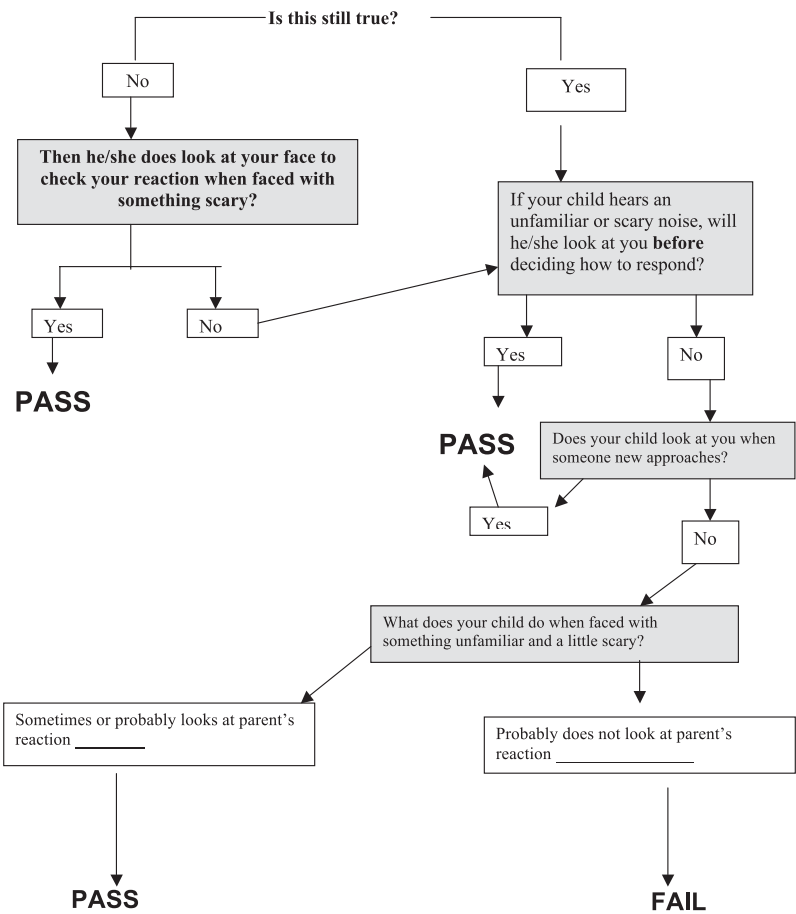 Is this still true?
No
Yes
Then he/she does look at your face to
check your reaction when faced with
something scary?
If your child hears an
unfamiliar or scary noise, will
he/she look at you before
deciding how to respond?
Yes
No
PASS
Yes
No
PASS
Does your child look at you when
someone new approaches?
Yes
No
What does your child do when faced with
something unfamiliar and a little scary?
Sometimes or probably looks at parent's
reaction ________
Probably does not look at parent's
reaction ________________
PASS
FAIL